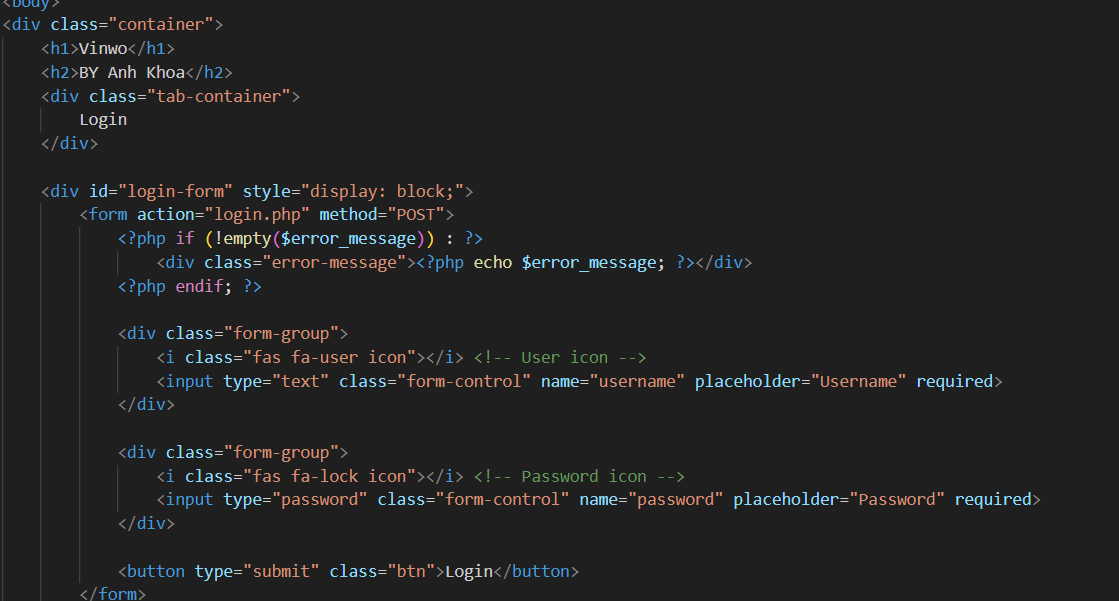 <body>
<div class="container">
<h1>Vinwo</h1>
<h2>BY Anh Khoa</h2>
<div class="tab-container">
Login
</div>
<div id="login-form" style="display: block;">
<form action="login.php" method="POST">
<?php if (!empty($error_message)) : ?>
<div class="error-message"><?php echo $error_message; ?></div>
<?php endif; ?>
<div class="form-group">
<i class="fas fa-user icon"></i> <!-- User icon -->
<input type="text" class="form-control" name="username" placeholder="Username" required>
</div>
<div class="form-group">
<i class="fas fa-lock icon"></i> <!-- Password icon -->
<input type="password" class="form-control" name="password" placeholder="Password" required>
</div>
<button type="submit" class="btn">Login</button>
</form>